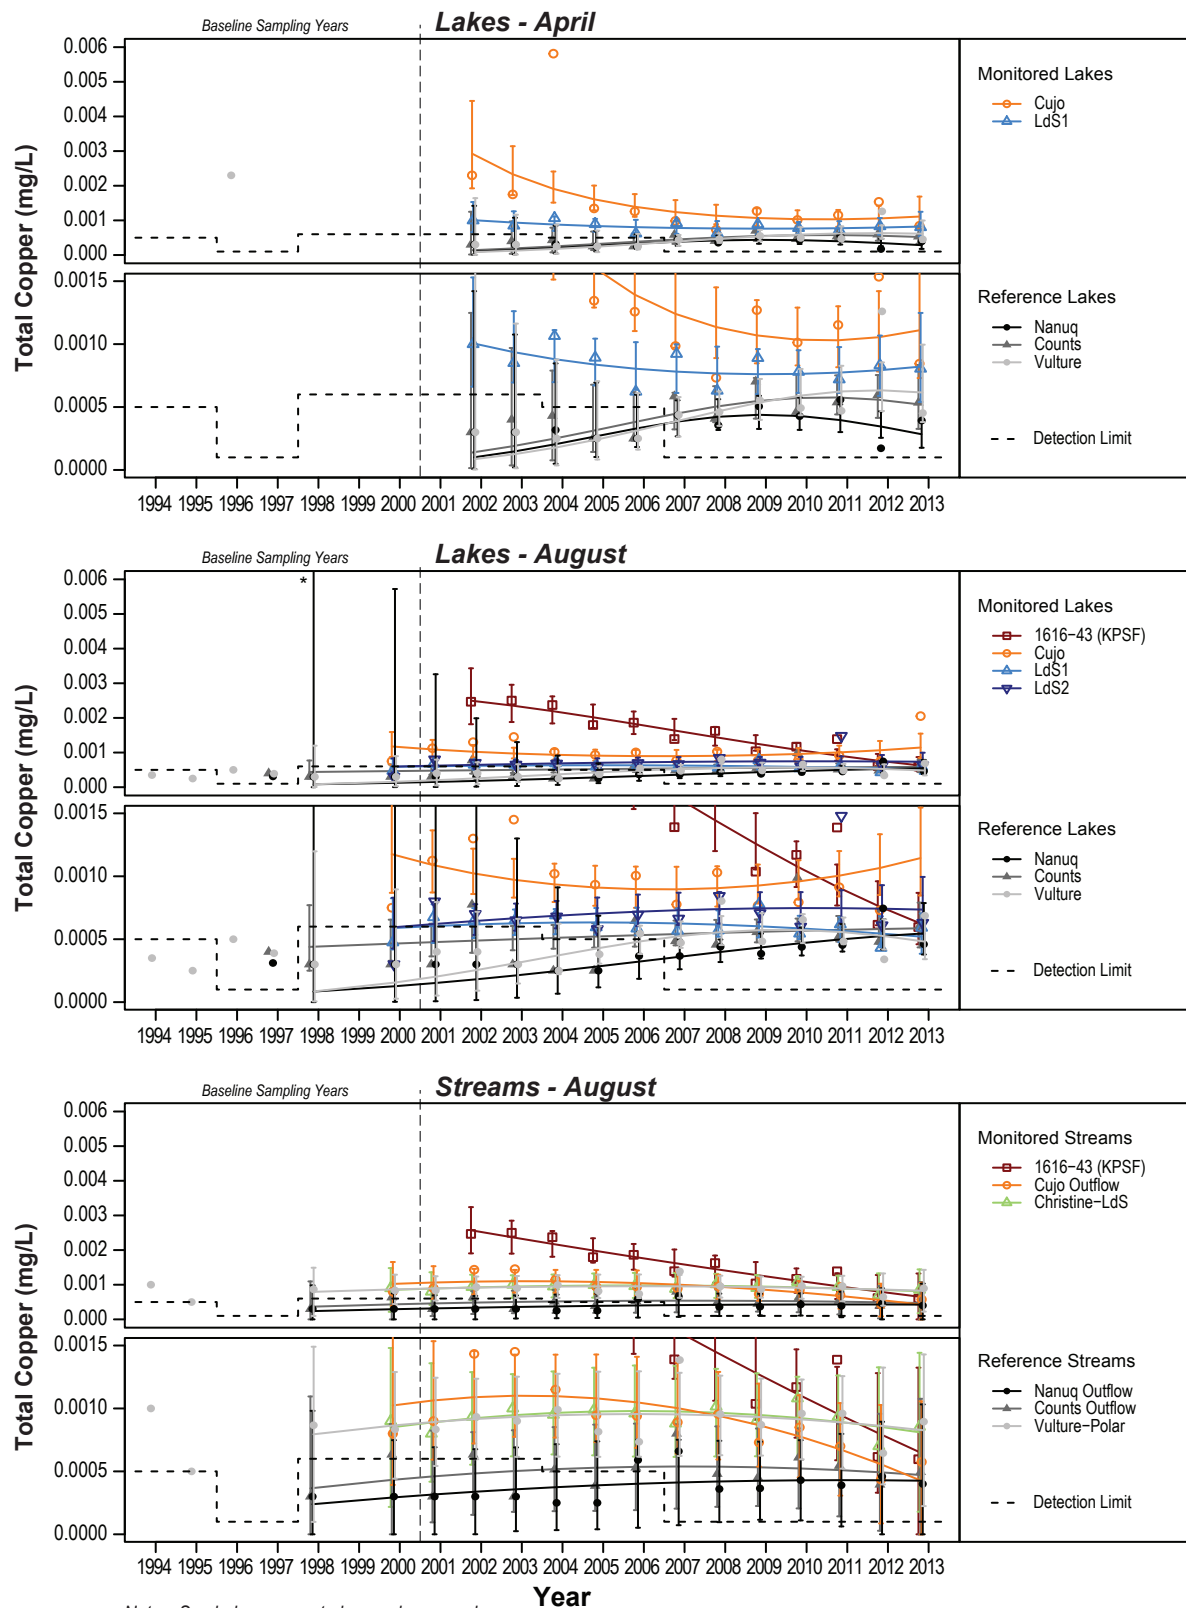 Baseline Sampling Years
Lakes - April
0.006
0.005
0.004
0.003
0.002
0.001
0.000
0.0015
0.0010
0.0005
0.0000
Total Copper (mg/L)
1994 1995 1996 1997 1998 1999 2000 2001 2002 2003 2004 2005 2006 2007 2008 2009 2010 2011 2012 2013
Monitored Lakes
Cujo
LdS1
Reference Lakes
Nanuq
Counts
Vulture
Detection Limit
Baseline Sampling Years
Lakes - August
*
0.006
0.005
0.004
0.003
0.002
0.001
0.000
0.0015
0.0010
0.0005
0.0000
Total Copper (mg/L)
1994 1995 1996 1997 1998 1999 2000 2001 2002 2003 2004 2005 2006 2007 2008 2009 2010 2011 2012 2013
Monitored Lakes
1616−43 (KPSF)
Cujo
LdS1
LdS2
Reference Lakes
Nanuq
Counts
Vulture
Detection Limit
Baseline Sampling Years
Streams - August
0.006
0.005
0.004
0.003
0.002
0.001
0.000
0.0015
0.0010
0.0005
0.0000
Total Copper (mg/L)
1994 1995 1996 1997 1998 1999 2000 2001 2002 2003 2004 2005 2006 2007 2008 2009 2010 2011 2012 2013
Year
Monitored Streams
1616−43 (KPSF)
Cujo Outflow
Christine−LdS
Reference Streams
Nanuq Outflow
Counts Outflow
Vulture−Polar
Detection Limit